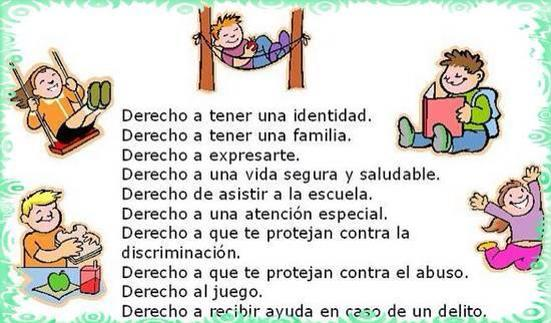 Derecho a tener una identidad.
Derecho a tener una familia.
Derecho a expresarte.
Derecho a una vida segura y saludable.
Derecho de asistir a la escuela.
Derecho a una atención especial.
Derecho a que te protejan contra la
discriminación.
Derecho a que te protejan contra el abuso.
Derecho al juego.
Derecho a recibir ayuda en caso de un delito.